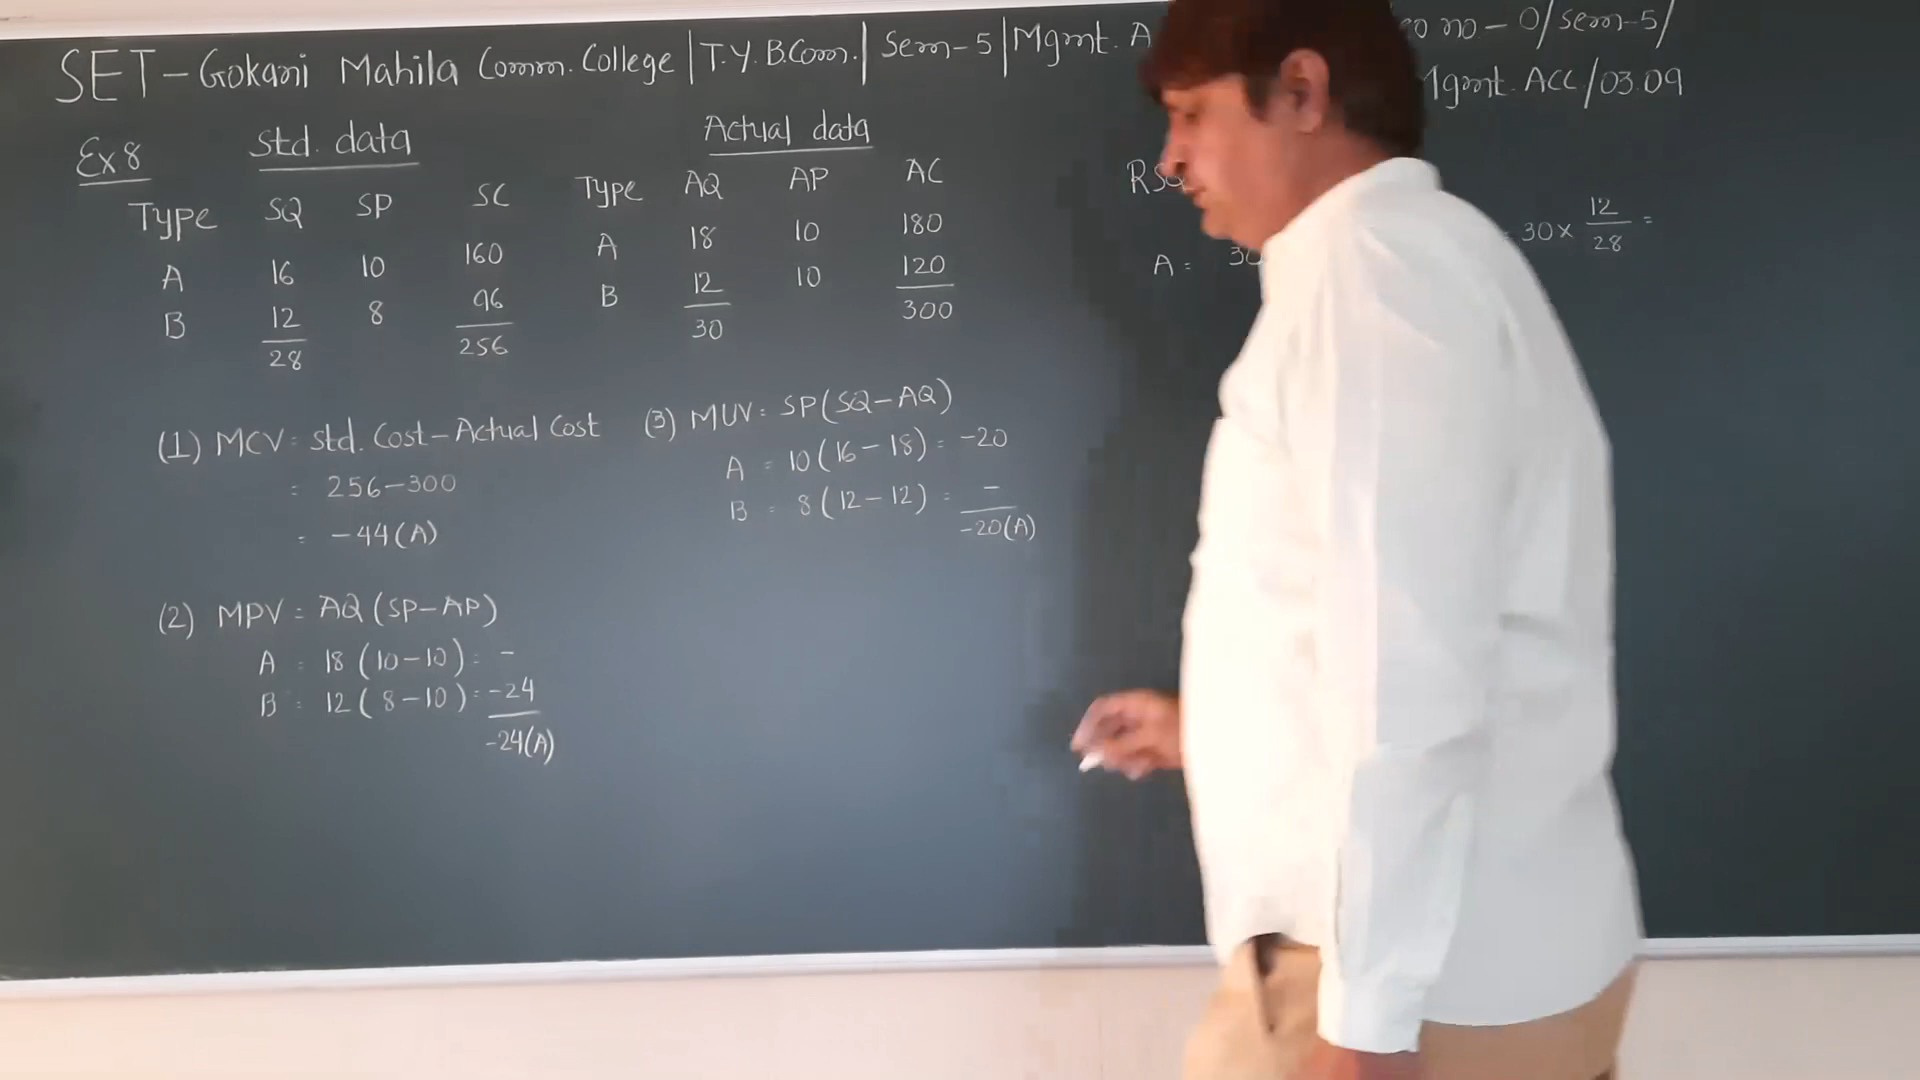 SET-Gokani Mahila Comm. College | T.Y. B.Com. | Sem-5 | Mgmt. A
no-0/sem-5/
Mgmt. ACC/03.09
Ex 8
Std. data
Type SQ SP SC
A 16 10 160
B 12 8 96
28 256
Actual data
Type AQ AP AC
A 18 10 180
B 12 10 120
30 300
(1) MCV = Std. Cost-Actual Cost
= 256-300
= -44(A)
(2) MPV = AQ(SP-AP)
A = 18(10-10) = -
B = 12(8-10) = -24
-24(A)
(3) MUV = SP(SQ-AQ)
A = 10(16-18) = -20
B = 8(12-12) = -
-20(A)
A = 30
30 × 12/28 =